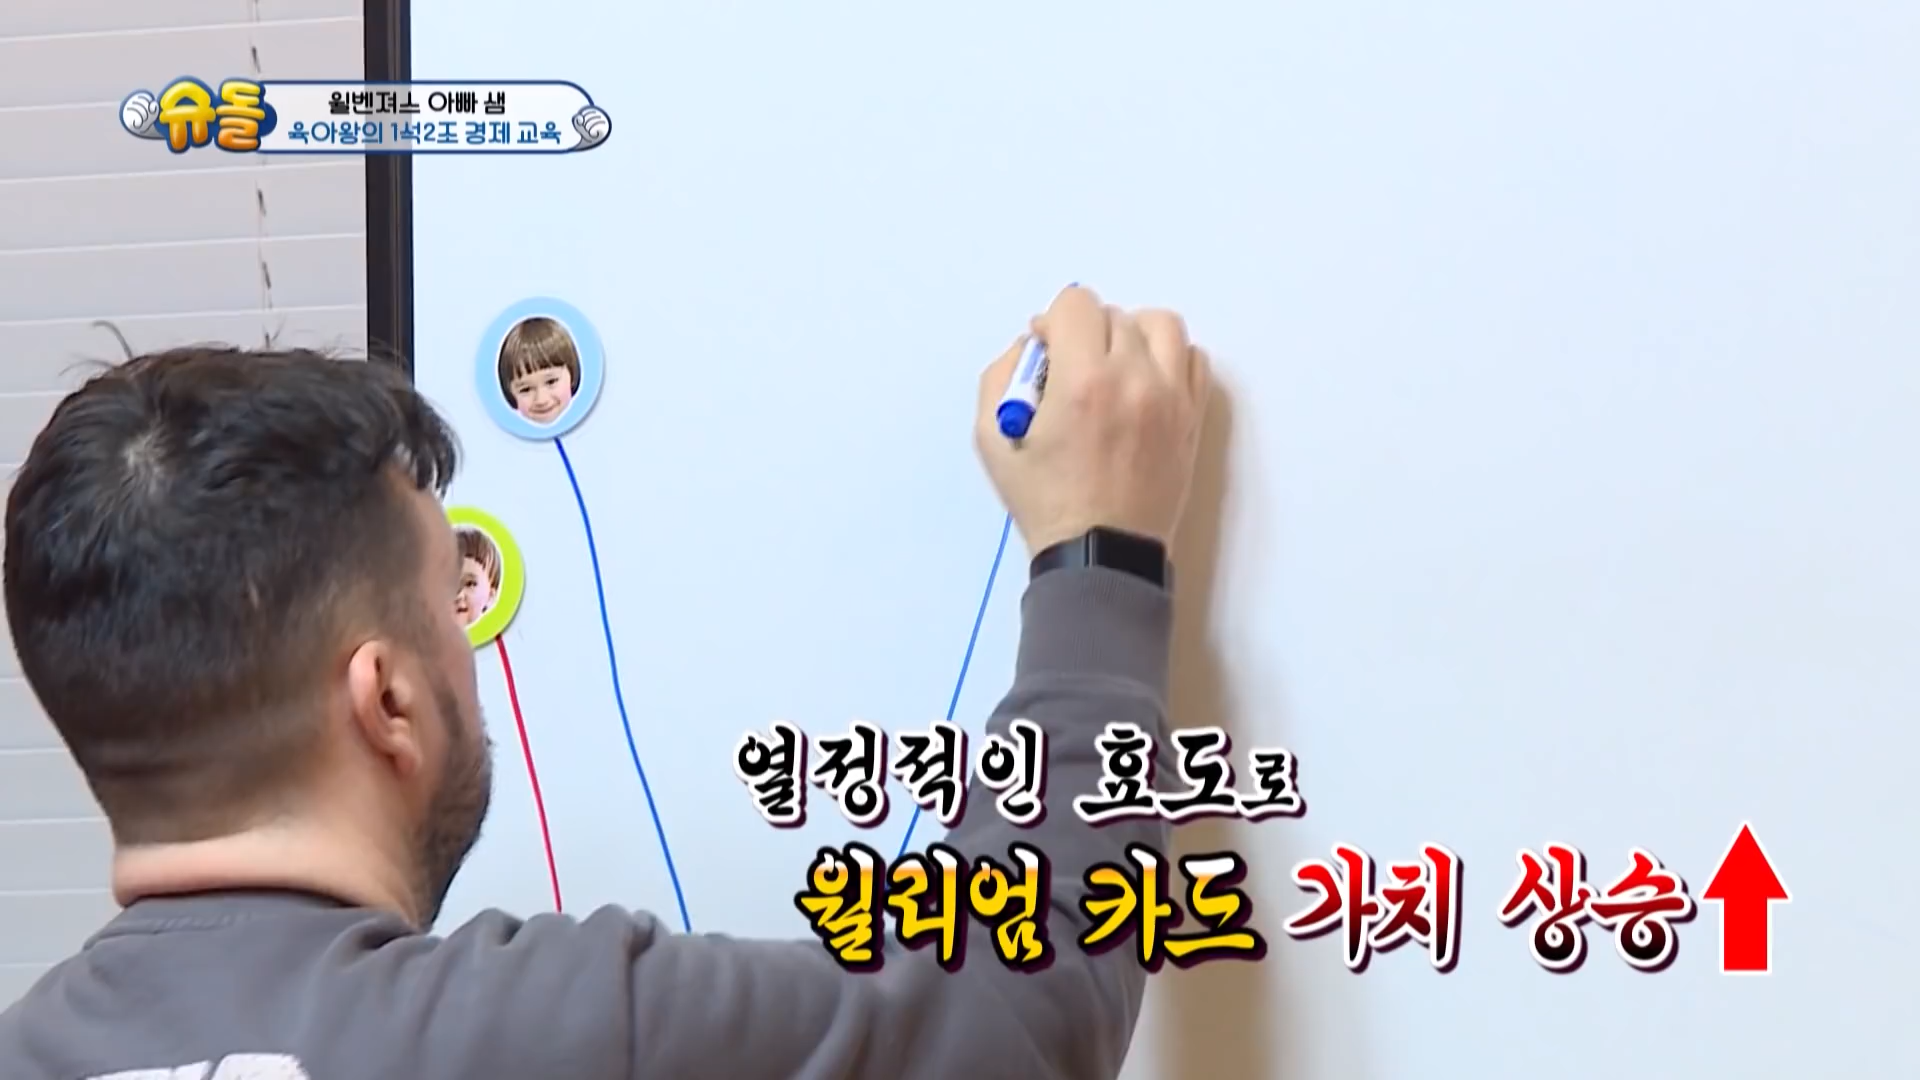 슈돌
윌벤져스 아빠 샘
육아왕의 1석2조 경제 교육
열정적인 효도로
윌리엄 카도 가치 상승